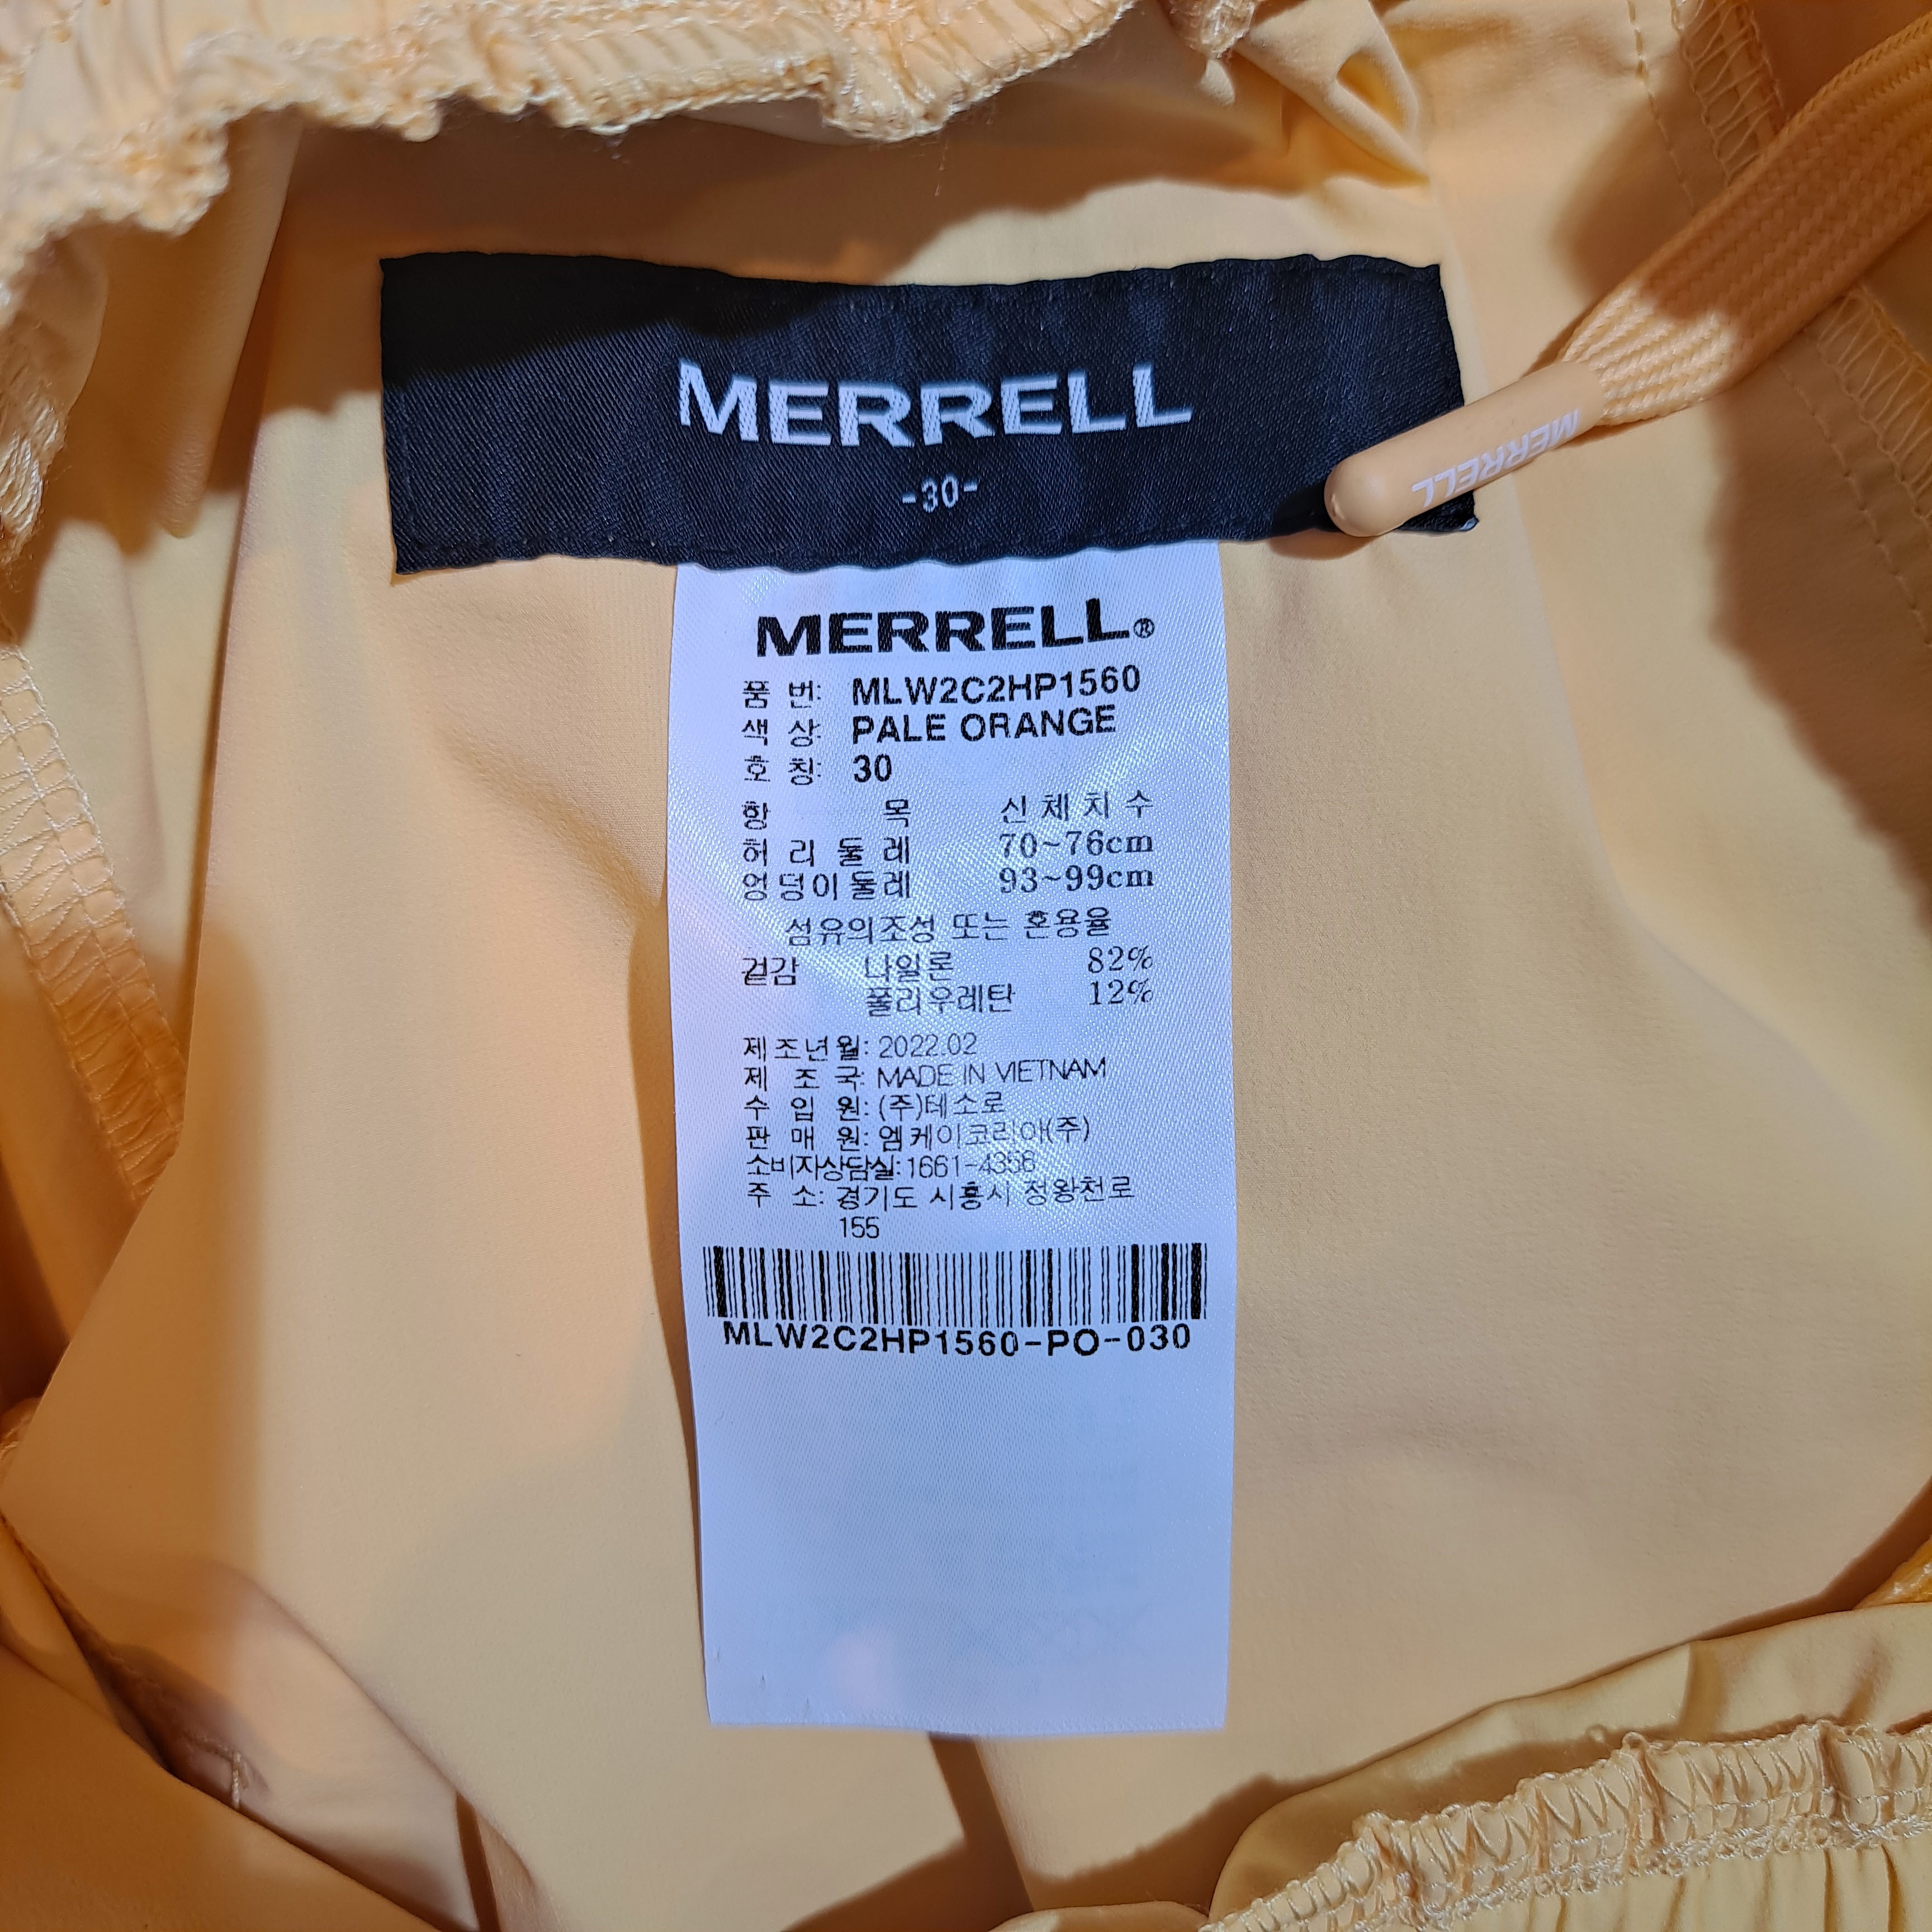 MERRELL
-30-
MERRELL
MERRELL®
품 번: MLW2C2HP1560
색 상: PALE ORANGE
호 칭: 30
항 목 신체치수
허리둘레 70~76cm
엉덩이둘레 93~99cm
섬유의조성 또는 혼용율
겉감 나일론 82%
폴리우레탄 12%
제조년월: 2022.02
제 조 국: MADE IN VIETNAM
수 입 원: (주)테소로
판 매 원: 엠케이코리아(주)
소비자상담실: 1661-4356
주 소: 경기도 시흥시 정왕천로
155
MLW2C2HP1560-PO-030